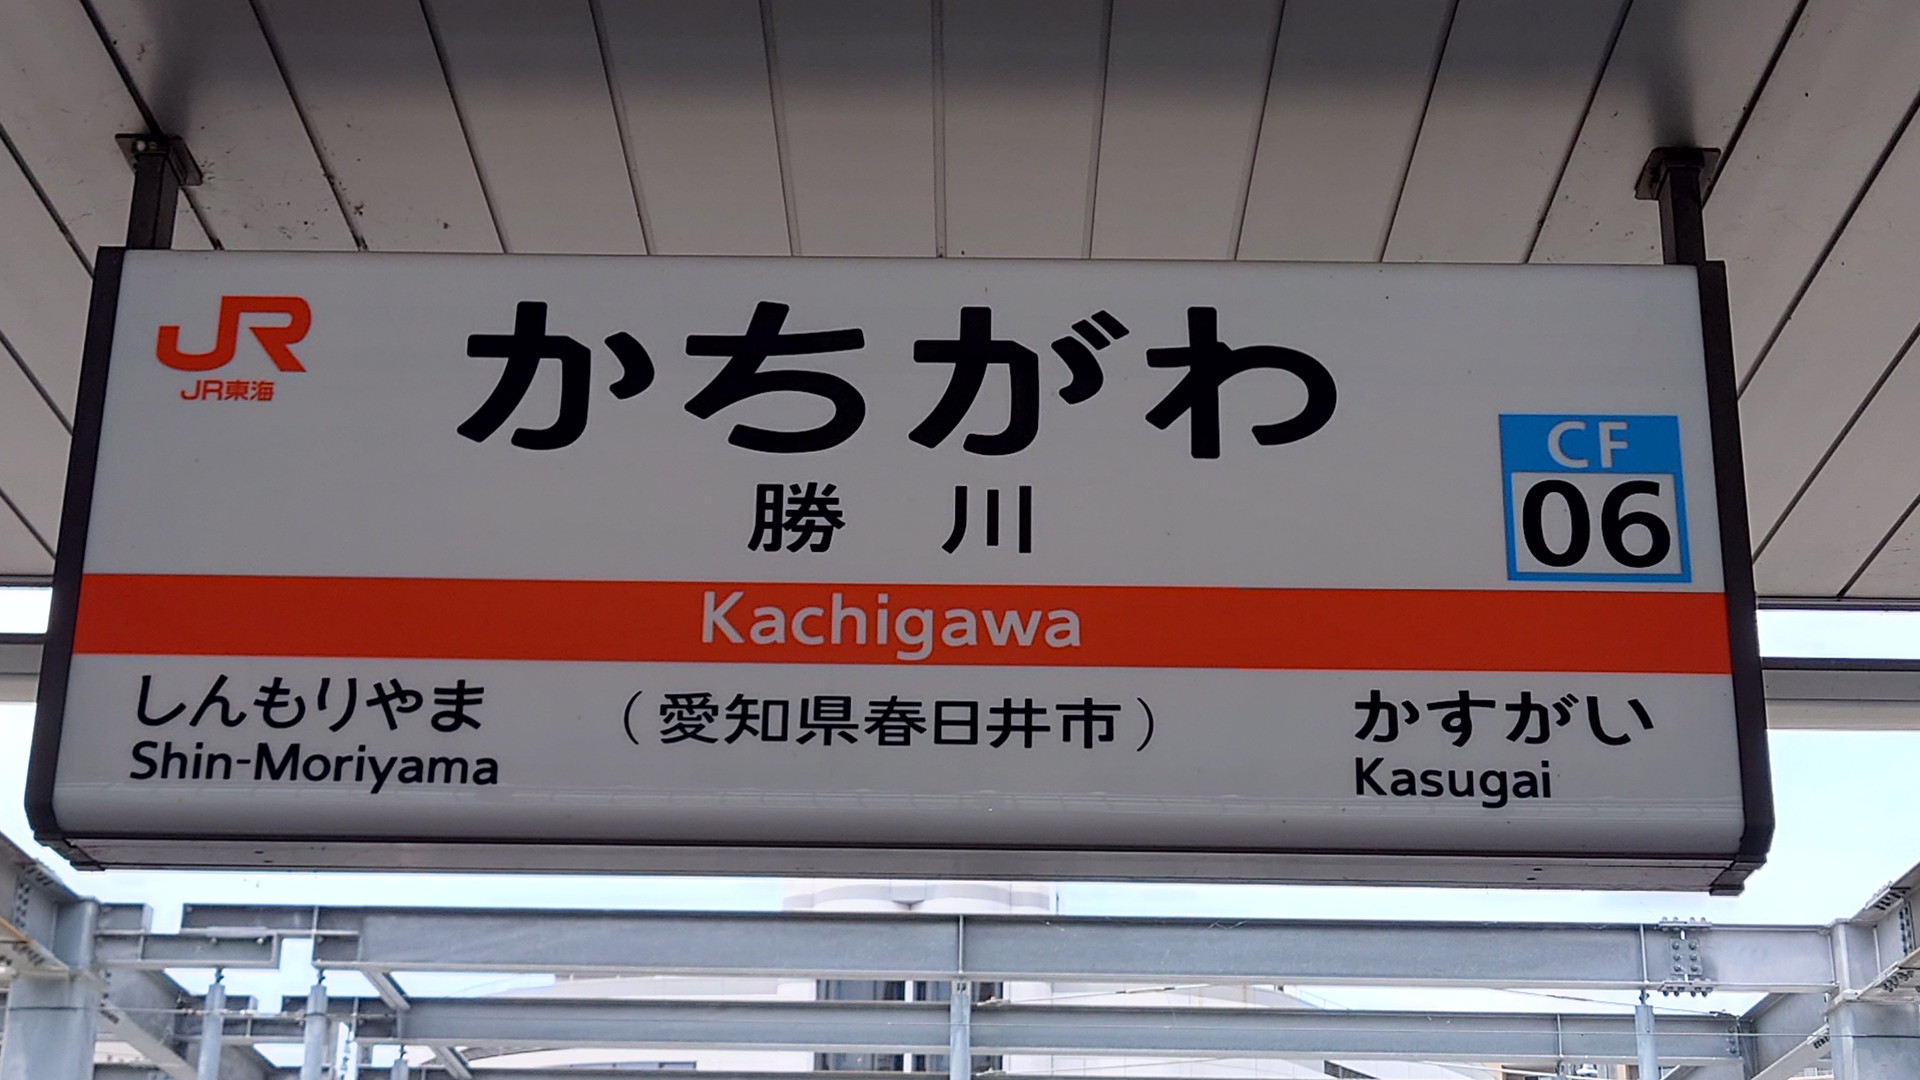 JR
JR東海
かちがわ
勝川
CF
06
Kachigawa
しんもりやま
Shin-Moriyama
（愛知県春日井市）
かすがい
Kasugai